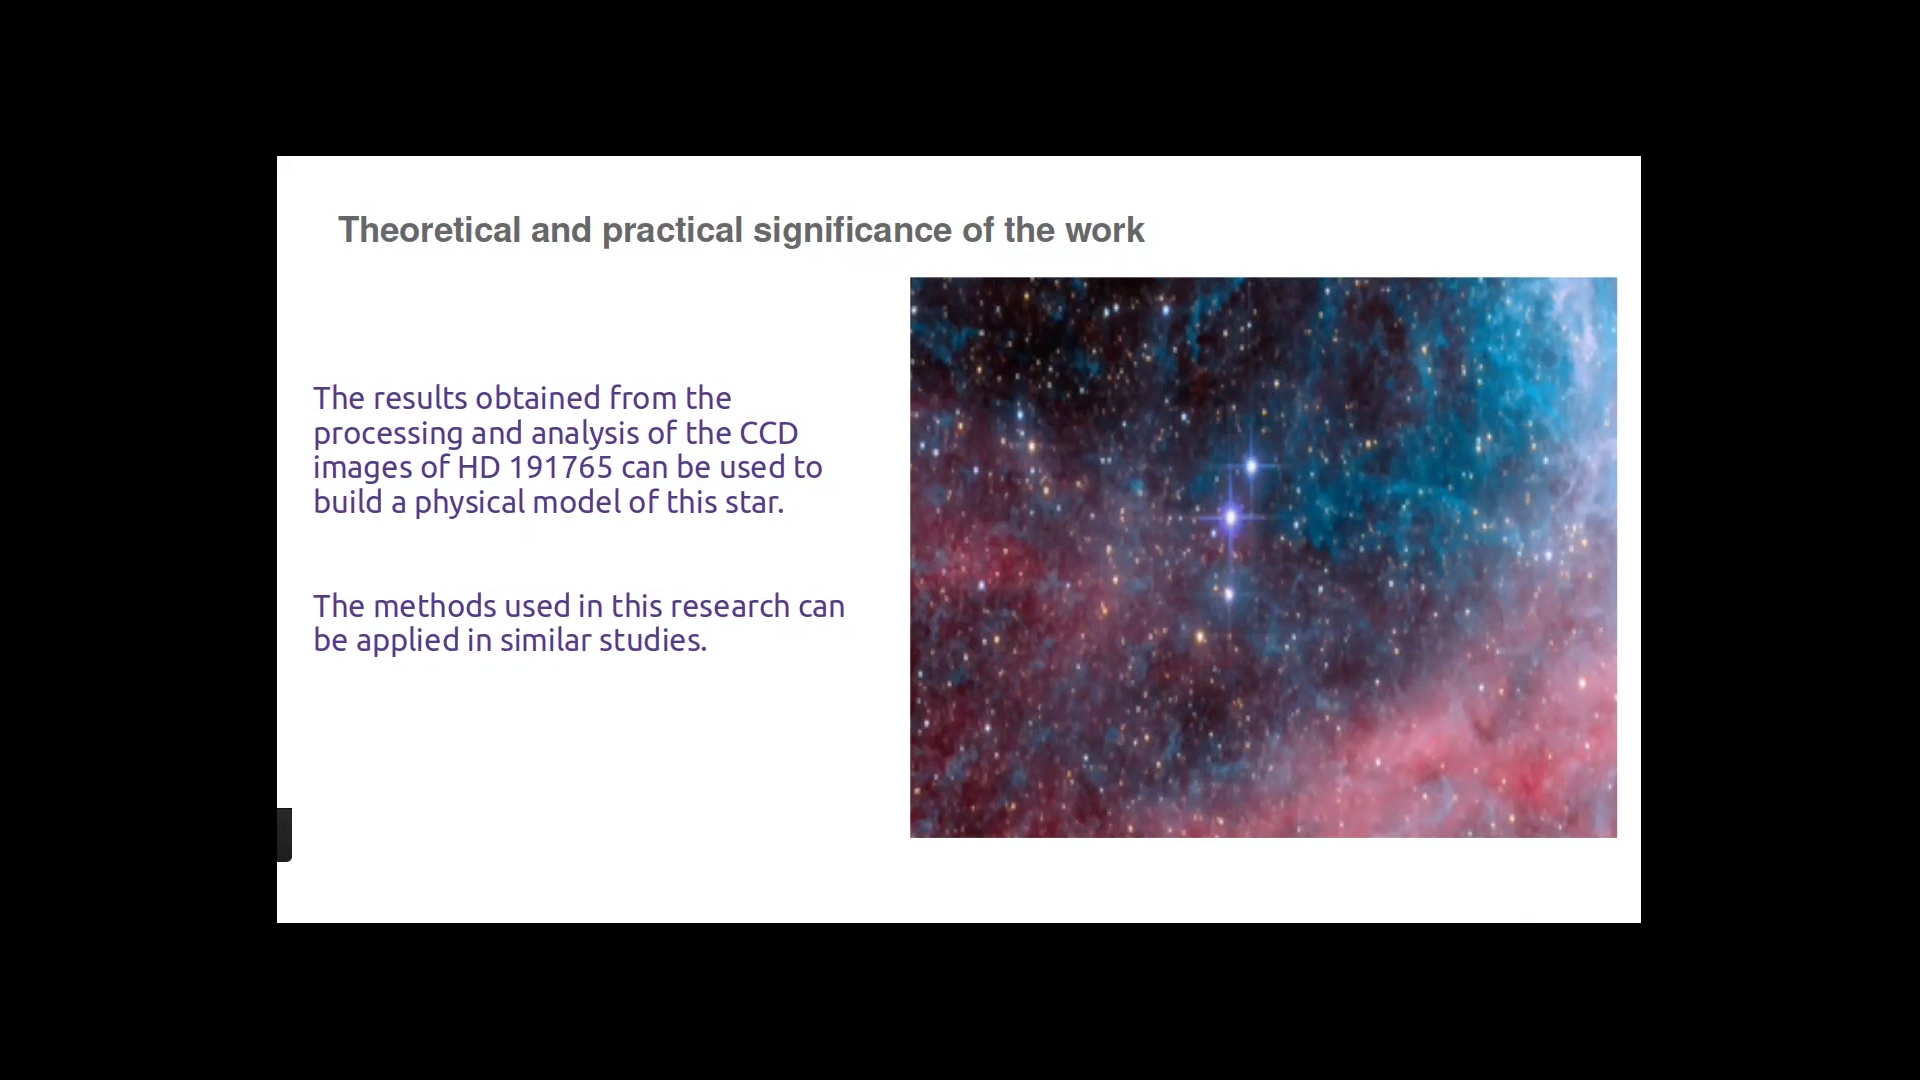 Theoretical and practical significance of the work
The results obtained from the
processing and analysis of the CCD
images of HD 191765 can be used to
build a physical model of this star.
The methods used in this research can
be applied in similar studies.